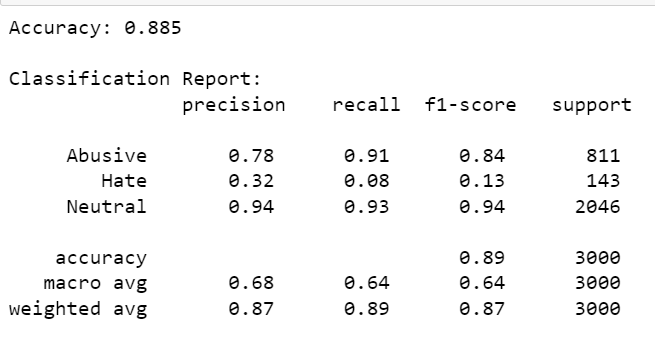 Accuracy: 0.885
Classification Report:
precision recall f1-score support
Abusive 0.78 0.91 0.84 811
Hate 0.32 0.08 0.13 143
Neutral 0.94 0.93 0.94 2046
accuracy 0.89 3000
macro avg 0.68 0.64 0.64 3000
weighted avg 0.87 0.89 0.87 3000